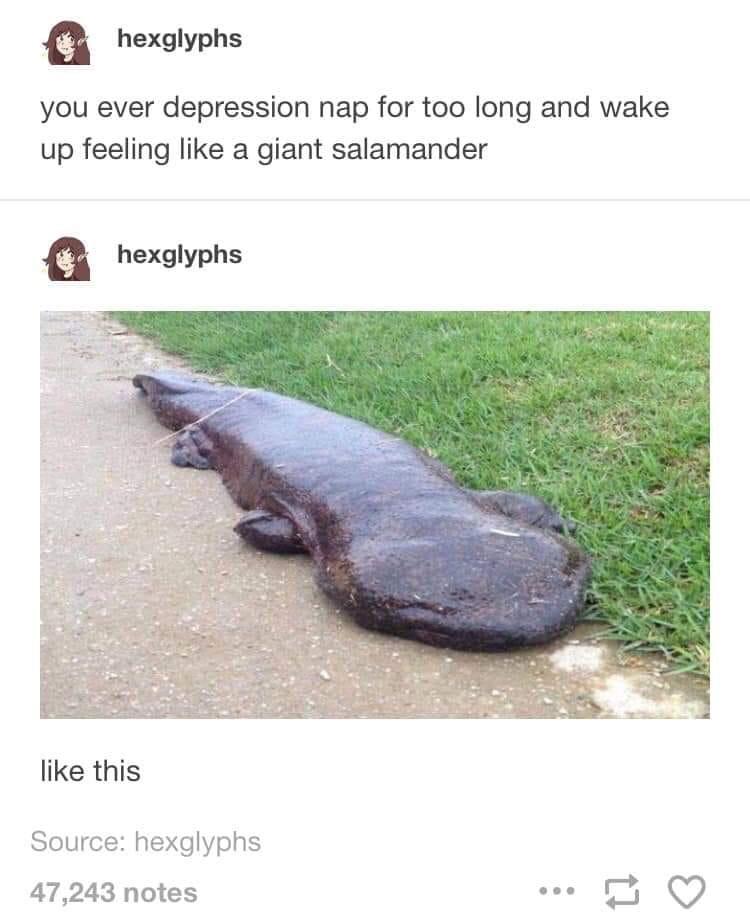 hexglyphs
you ever depression nap for too long and wake
up feeling like a giant salamander
hexglyphs
like this
Source: hexglyphs
47,243 notes